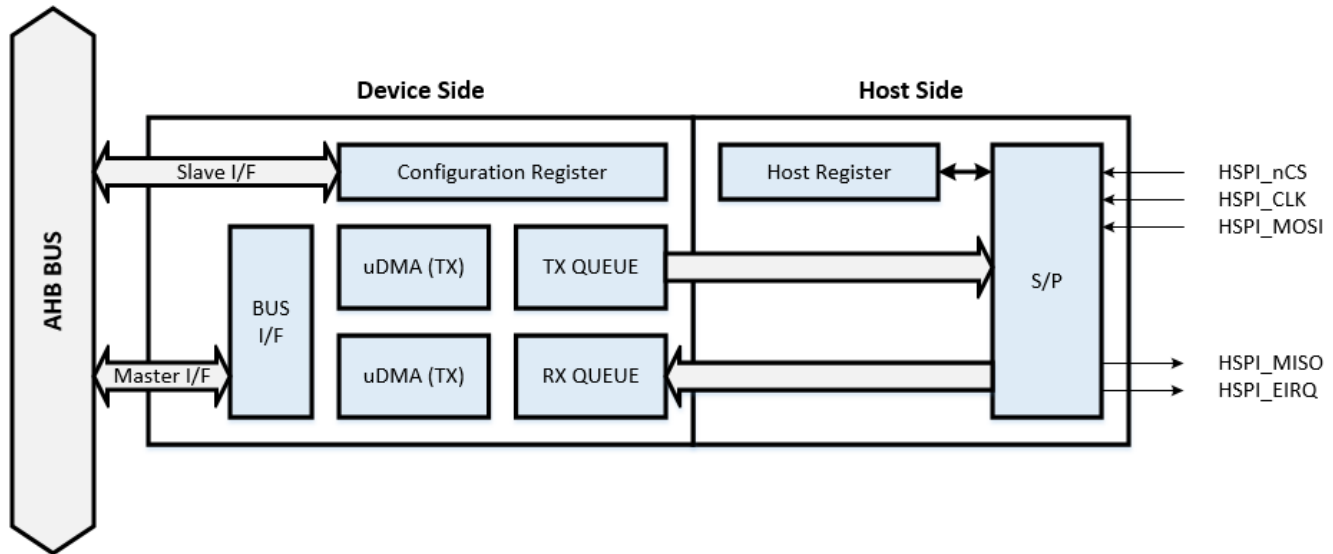 Device Side
Host Side
AHB BUS
Slave I/F
Configuration Register
Host Register
HSPI_nCS
HSPI_CLK
HSPI_MOSI
BUS
I/F
uDMA (TX)
TX QUEUE
S/P
Master I/F
uDMA (TX)
RX QUEUE
HSPI_MISO
HSPI_EIRQ